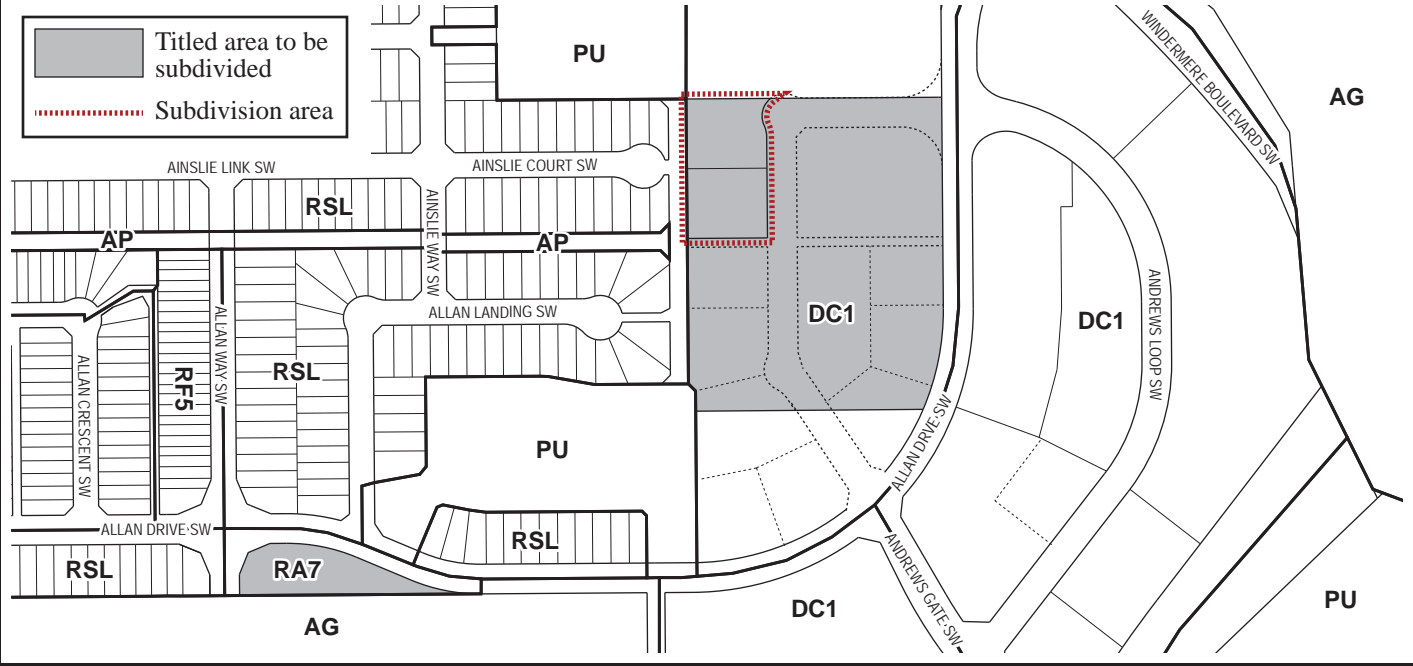 Titled area to be
subdivided
Subdivision area
PU
WINDERMERE BOULEVARD SW
AG
AINSLIE LINK SW
AINSLIE COURT SW
RSL
AINSLIE WAY SW
AP
AP
ALLAN LANDING SW
ALLAN WAY SW
DC1
DC1
ANDREWS LOOP SW
ALLAN CRESCENT SW
RF5
RSL
PU
ALLAN DRVE SW
ALLAN DRIVE SW
RSL
RSL
RA7
ANDREWS GATE SW
DC1
PU
AG